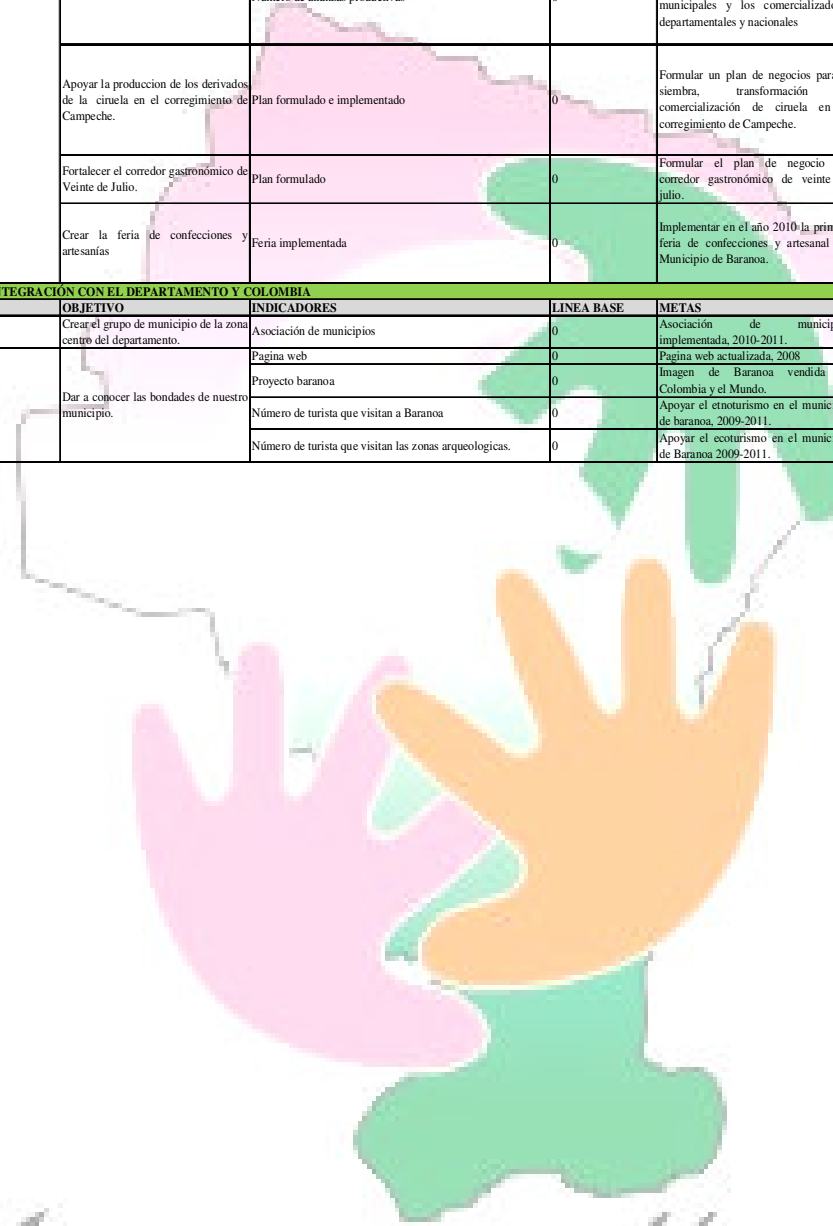 municipales y los
departamentales y nacionales
Apoyar la produccion de los derivados
de la ciruela en el corregimiento de
Campeche.
Plan formulado e implementado
0
Formular un plan de negocios para
siembra, transformación
comercialización de ciruela en
corregimiento de Campeche.
Fortalecer el corredor gastronómico de
Veinte de Julio.
Plan formulado
0
Formular el plan de negocio
corredor gastronómico de veinte
julio.
Crear la feria de confecciones y
artesanías
Feria implementada
0
Implementar en el año 2010 la
feria de confecciones y artesanal
Municipio de Baranoa.
CON EL DEPARTAMENTO Y COLOMBIA
OBJETIVO INDICADORES LINEA BASE METAS
Crear el grupo de municipio de la zona
centro del departamento.
Asociación de municipios
0
Asociación de
implementada, 2010-2011.
Dar a conocer las bondades de nuestro
municipio.
Pagina web 0 Pagina web actualizada, 2008
Proyecto baranoa
0
Imagen de Baranoa vendida
Colombia y el Mundo.
Número de turista que visitan a Baranoa
0
Apoyar el etnoturismo en el
de baranoa, 2009-2011.
Número de turista que visitan las zonas arqueologicas.
0
Apoyar el ecoturismo en el
de Baranoa 2009-2011.